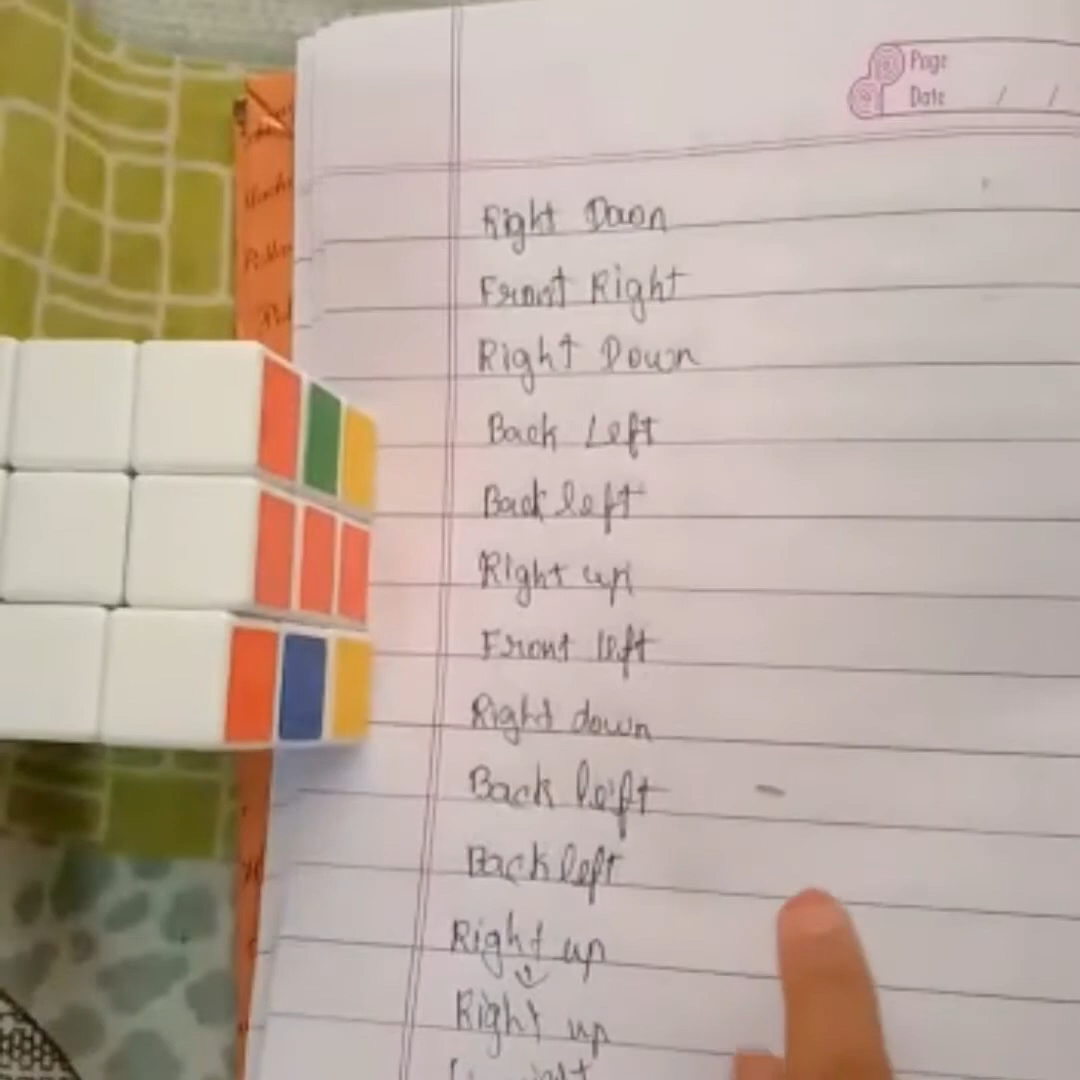 Page
Date / /
Right Daon
Front Right
Right Down
Back Left
Back left
Right up
Front left
Right down
Back left -
Back left
Right up
Right up